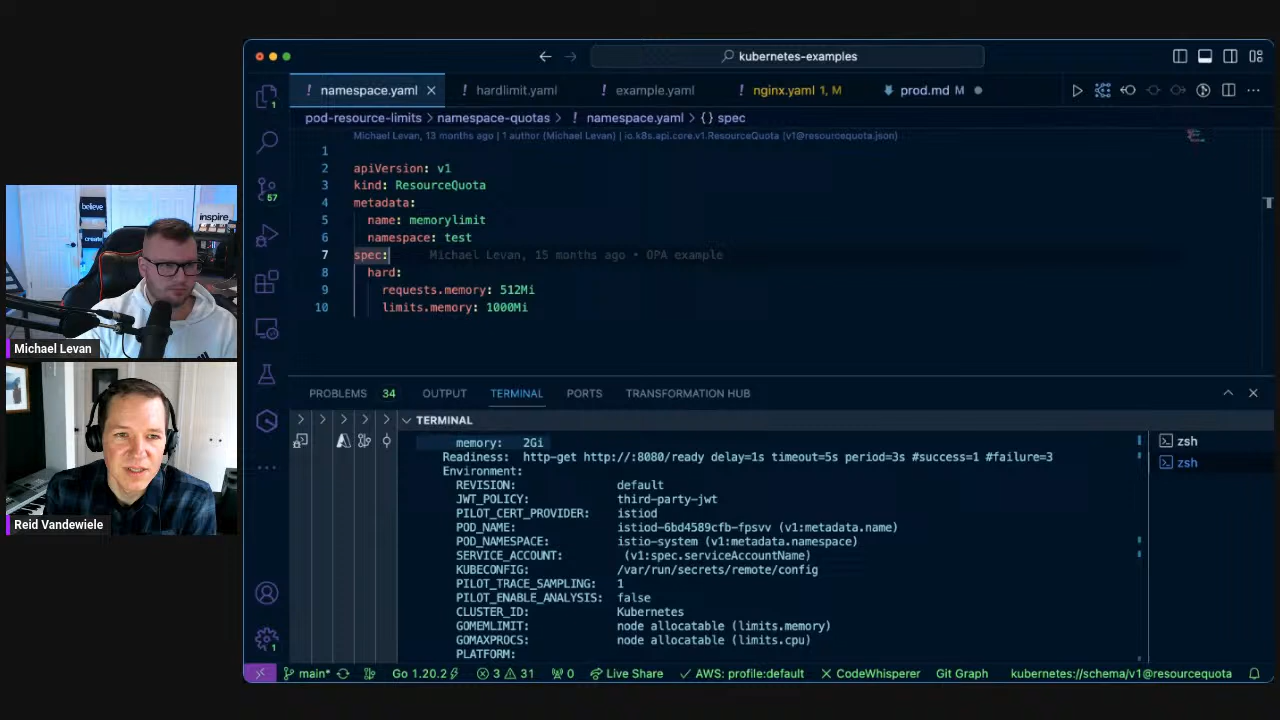 kubernetes-examples
! namespace.yaml × ! hardlimit.yaml ! example.yaml ! nginx.yaml 1, M prod.md M
pod-resource-limits > namespace-quotas > ! namespace.yaml > {} spec
Michael Levan, 13 months ago | 1 author (Michael Levan) | io.k8s.api.core.v1.ResourceQuota (v1@resourcequota.json)
1
2 apiVersion: v1
3 kind: ResourceQuota
4 metadata:
5 name: memorylimit
6 namespace: test
7 spec: Michael Levan, 15 months ago • OPA example
8 hard:
9 requests.memory: 512Mi
10 limits.memory: 1000Mi
1
57
believe
create
inspire
Michael Levan
Reid Vandewiele
PROBLEMS 34 OUTPUT TERMINAL PORTS TRANSFORMATION HUB
TERMINAL
zsh
zsh
memory: 2Gi
Readiness: http-get http://:8080/ready delay=1s timeout=5s period=3s #success=1 #failure=3
Environment:
REVISION: default
JWT_POLICY: third-party-jwt
PILOT_CERT_PROVIDER: istiod
POD_NAME: istiod-6bd4589cfb-fpsvv (v1:metadata.name)
POD_NAMESPACE: istio-system (v1:metadata.namespace)
SERVICE_ACCOUNT: (v1:spec.serviceAccountName)
KUBECONFIG: /var/run/secrets/remote/config
PILOT_TRACE_SAMPLING: 1
PILOT_ENABLE_ANALYSIS: false
CLUSTER_ID: Kubernetes
GOMEMLIMIT: node allocatable (limits.memory)
GOMAXPROCS: node allocatable (limits.cpu)
PLATFORM:
1
main* Go 1.20.2 3 31 0 Live Share AWS: profile:default CodeWhisperer Git Graph kubernetes://schema/v1@resourcequota